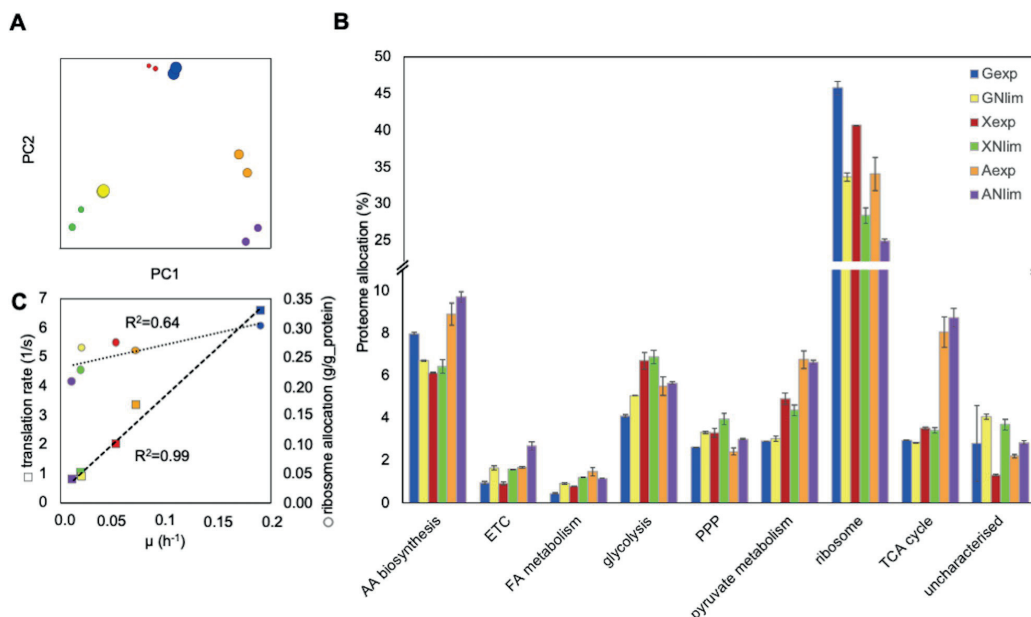 A
PC2
PC1
B
Proteome allocation (%)
50
45
40
35
30
25
10
8
6
4
2
0
Gexp
GNlim
Xexp
XNlim
Aexp
ANlim
AA biosynthesis
ETC
FA metabolism
glycolysis
PPP
pyruvate metabolism
ribosome
TCA cycle
uncharacterised
C
□ translation rate (1/s)
7
6
5
4
3
2
1
0
R²=0.64
R²=0.99
0.35
0.30
0.25
0.20
0.15
0.10
0.05
0.00
○ ribosome allocation (g/g_protein)
0.0
0.05
0.1
0.15
0.2
μ (h⁻¹)